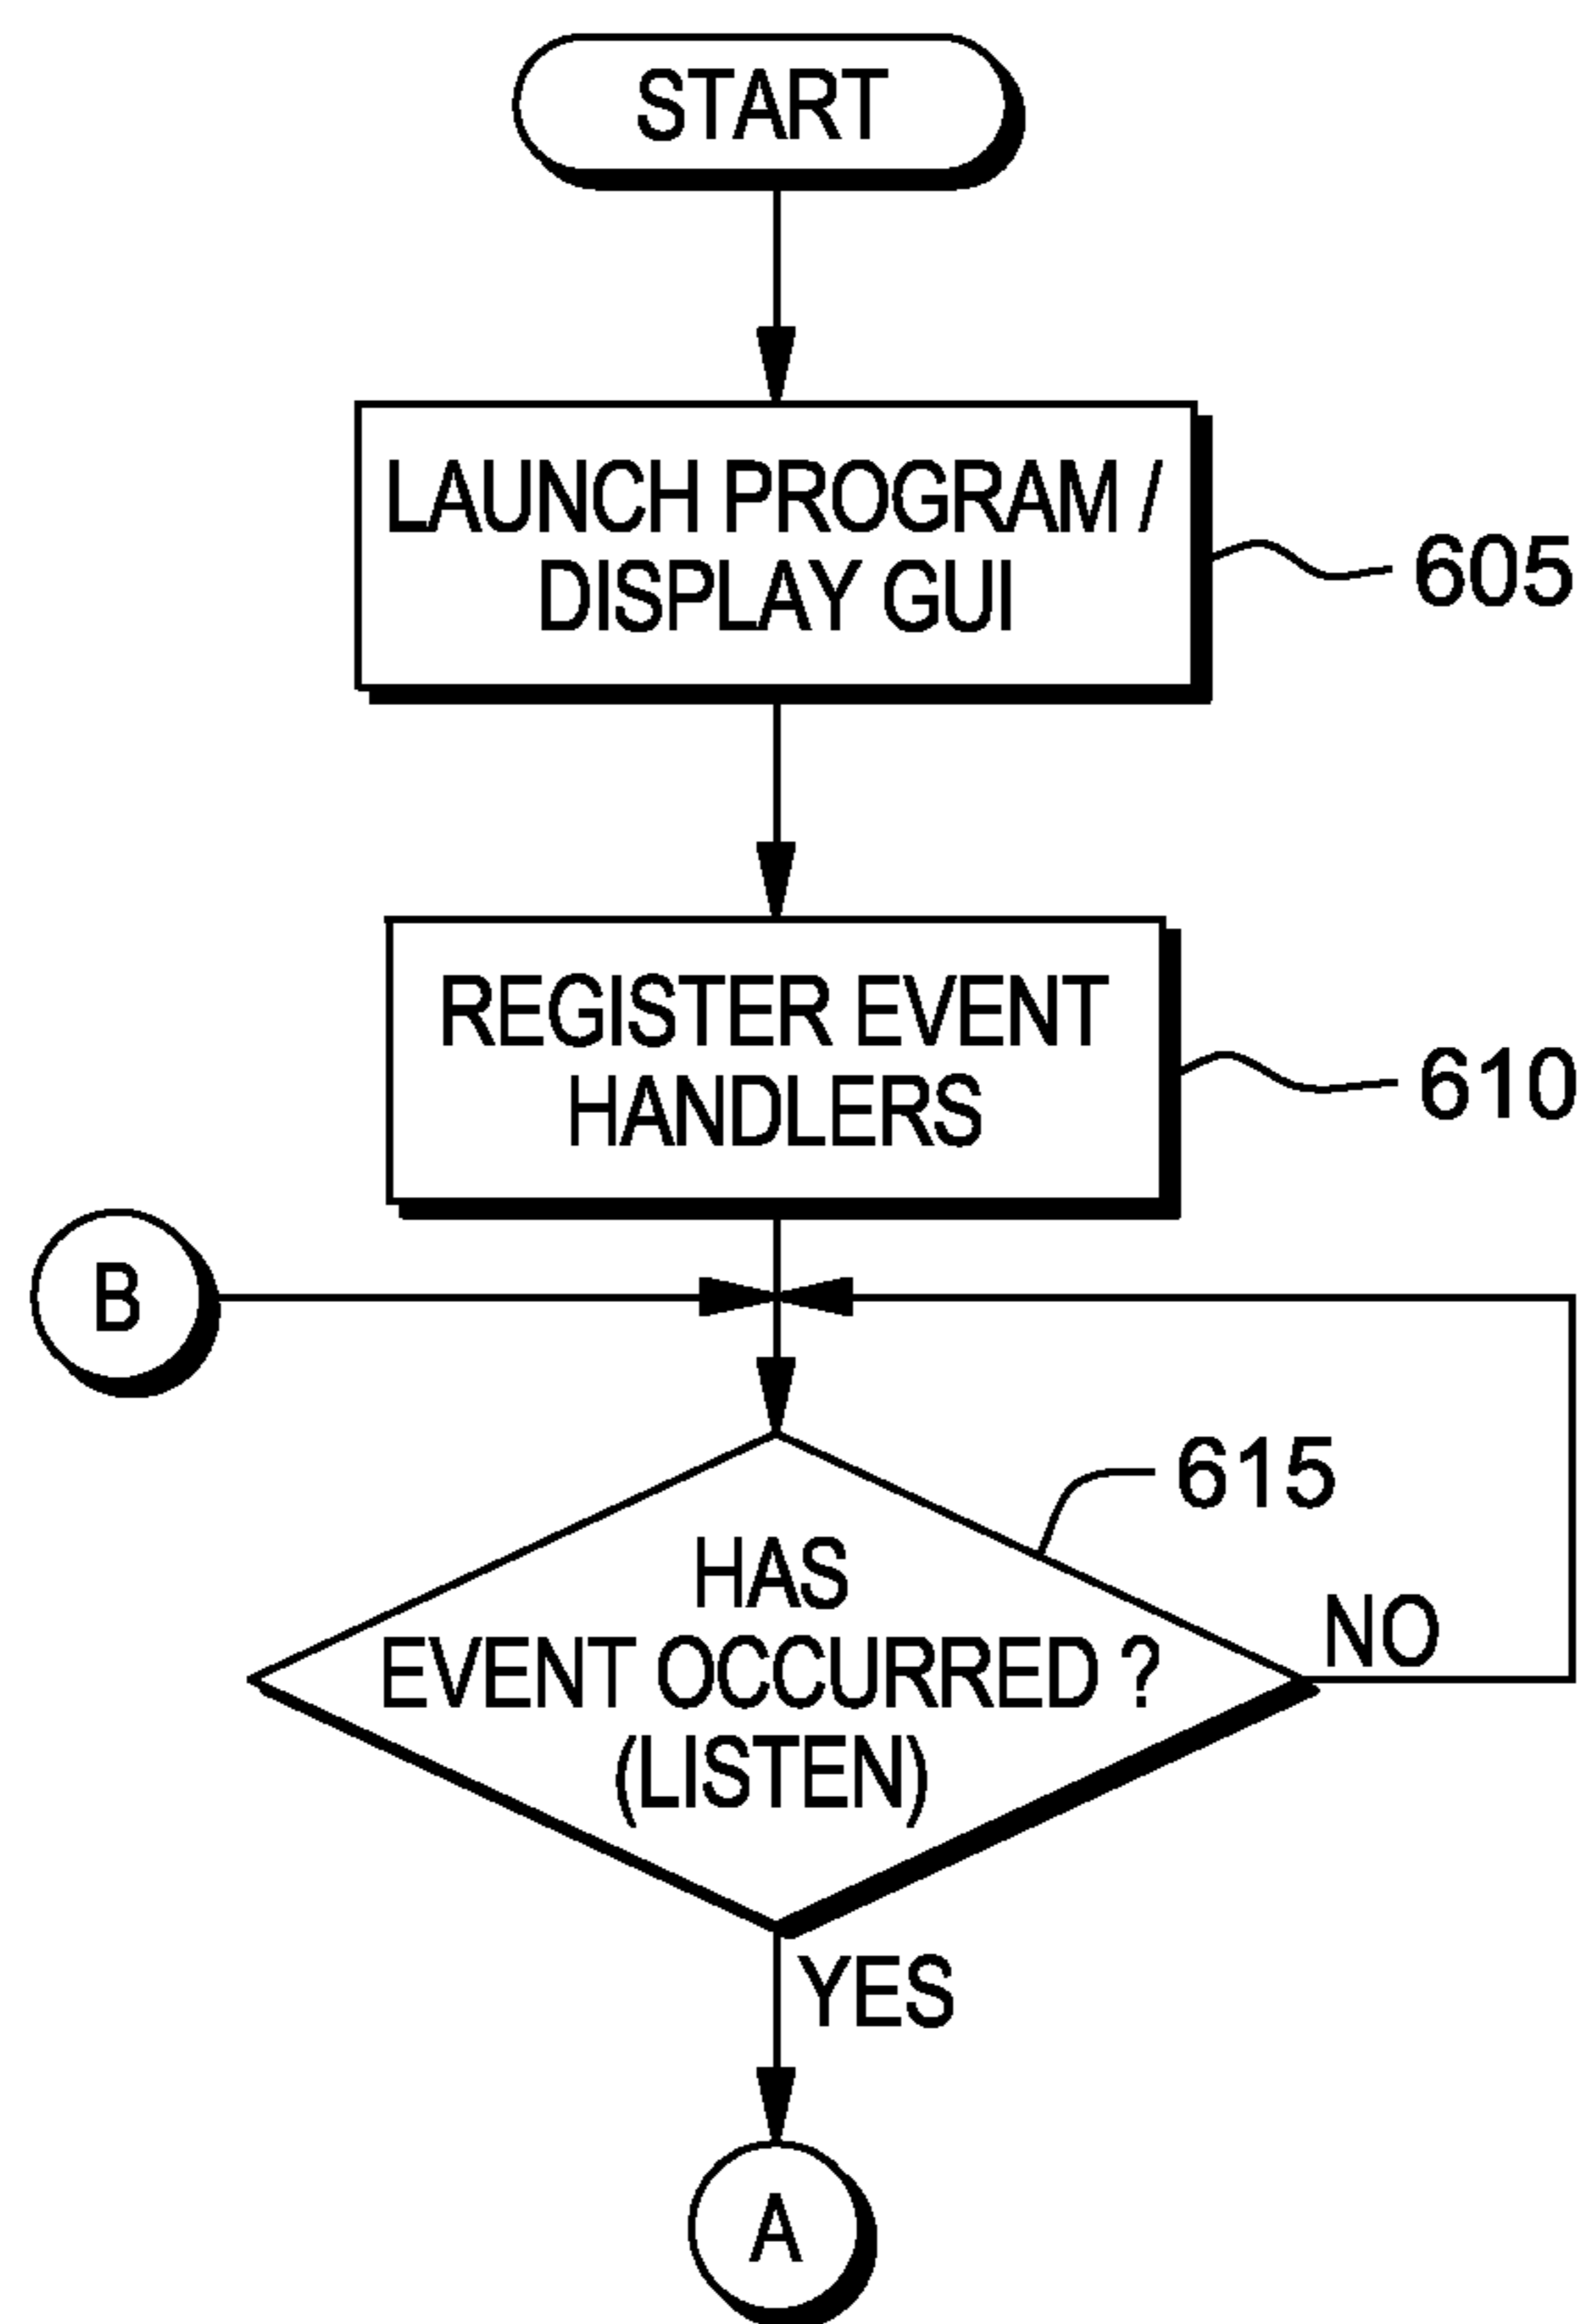 START
LAUNCH PROGRAM /
DISPLAY GUI
605
REGISTER EVENT
HANDLERS
610
B
615
HAS
EVENT OCCURRED ?
(LISTEN)
NO
YES
A